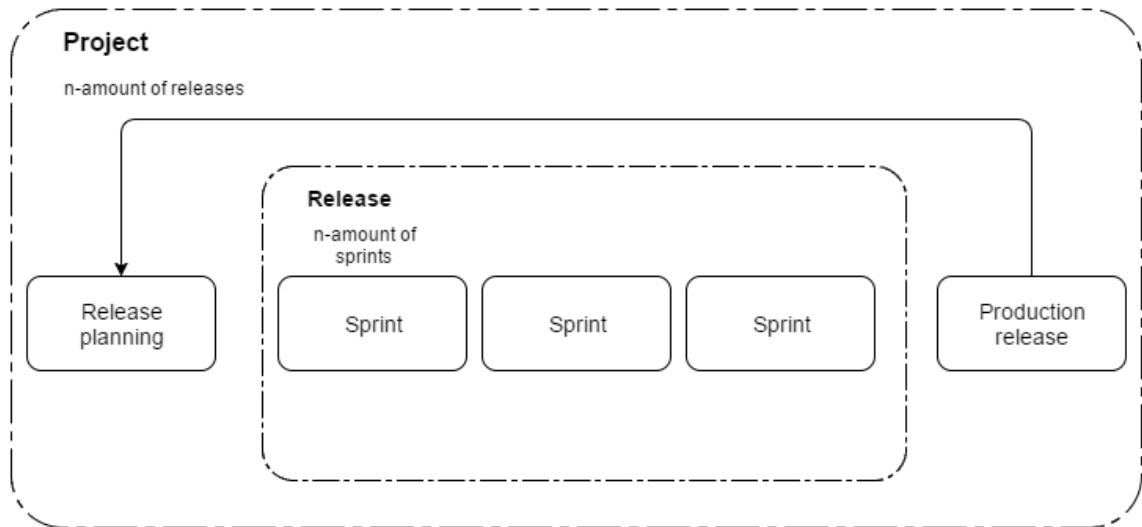 Project
n-amount of releases
Release
n-amount of
sprints
Release
planning
Sprint
Sprint
Sprint
Production
release